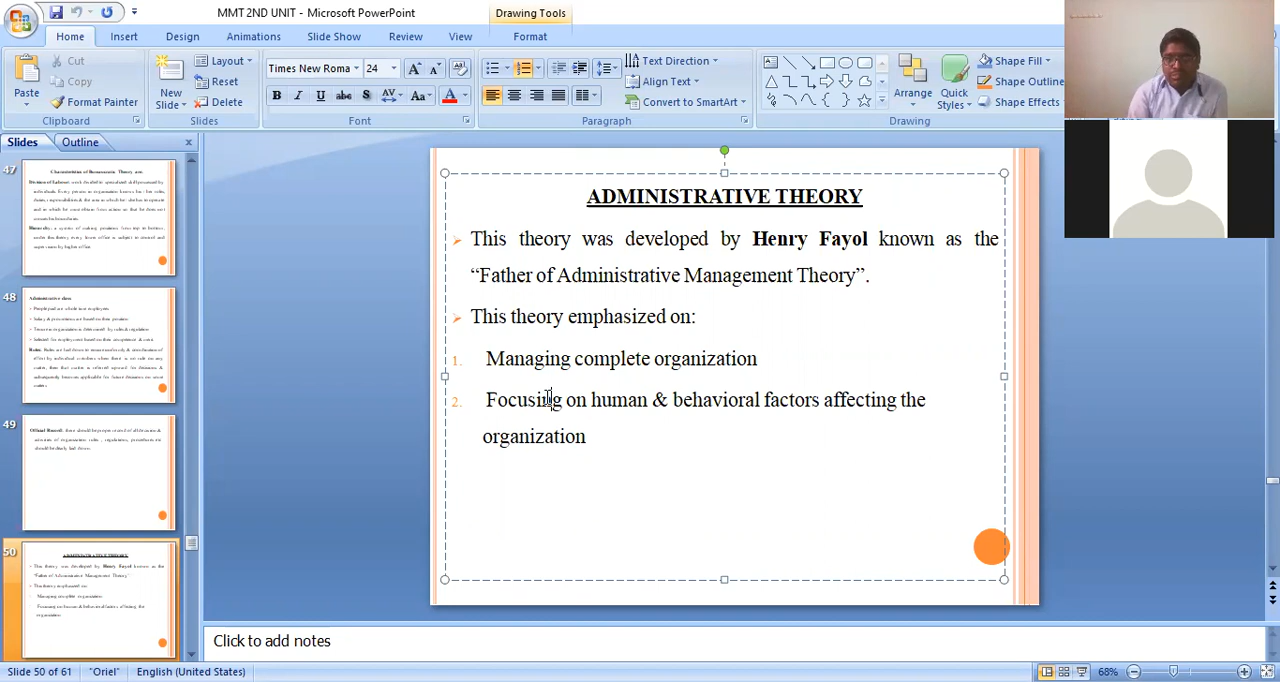 MMT 2ND UNIT - Microsoft PowerPoint
Drawing Tools
Home Insert Design Animations Slide Show Review View Format
Paste
Cut
Copy
Format Painter
Clipboard
New Slide
Layout
Reset
Delete
Slides
Times New Roma 24
B I U abc S AV Aa A
Font
Text Direction
Align Text
Convert to SmartArt
Paragraph
Arrange
Quick Styles
Shape Fill
Shape Outline
Shape Effects
Drawing
Slides Outline
47
48
49
50
ADMINISTRATIVE THEORY
This theory was developed by Henry Fayol known as the
“Father of Administrative Management Theory”.
This theory emphasized on:
1. Managing complete organization
2. Focusing on human & behavioral factors affecting the
organization
Click to add notes
Slide 50 of 61 "Oriel" English (United States) 68%